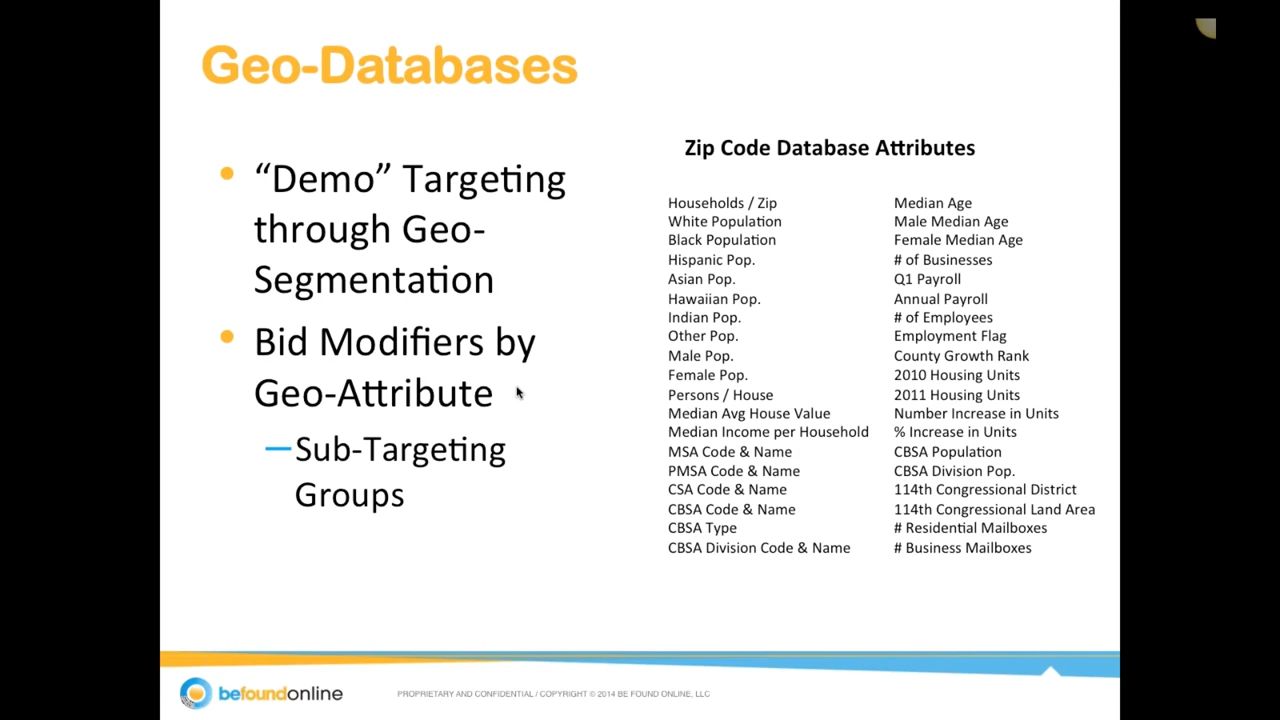 Geo-Databases
• “Demo” Targeting
through Geo-
Segmentation
• Bid Modifiers by
Geo-Attribute
—Sub-Targeting
Groups
Zip Code Database Attributes
Households / Zip
White Population
Black Population
Hispanic Pop.
Asian Pop.
Hawaiian Pop.
Indian Pop.
Other Pop.
Male Pop.
Female Pop.
Persons / House
Median Avg House Value
Median Income per Household
MSA Code & Name
PMSA Code & Name
CSA Code & Name
CBSA Code & Name
CBSA Type
CBSA Division Code & Name
Median Age
Male Median Age
Female Median Age
# of Businesses
Q1 Payroll
Annual Payroll
# of Employees
Employment Flag
County Growth Rank
2010 Housing Units
2011 Housing Units
Number Increase in Units
% Increase in Units
CBSA Population
CBSA Division Pop.
114th Congressional District
114th Congressional Land Area
# Residential Mailboxes
# Business Mailboxes
befoundonline
PROPRIETARY AND CONFIDENTIAL / COPYRIGHT © 2014 BE FOUND ONLINE, LLC